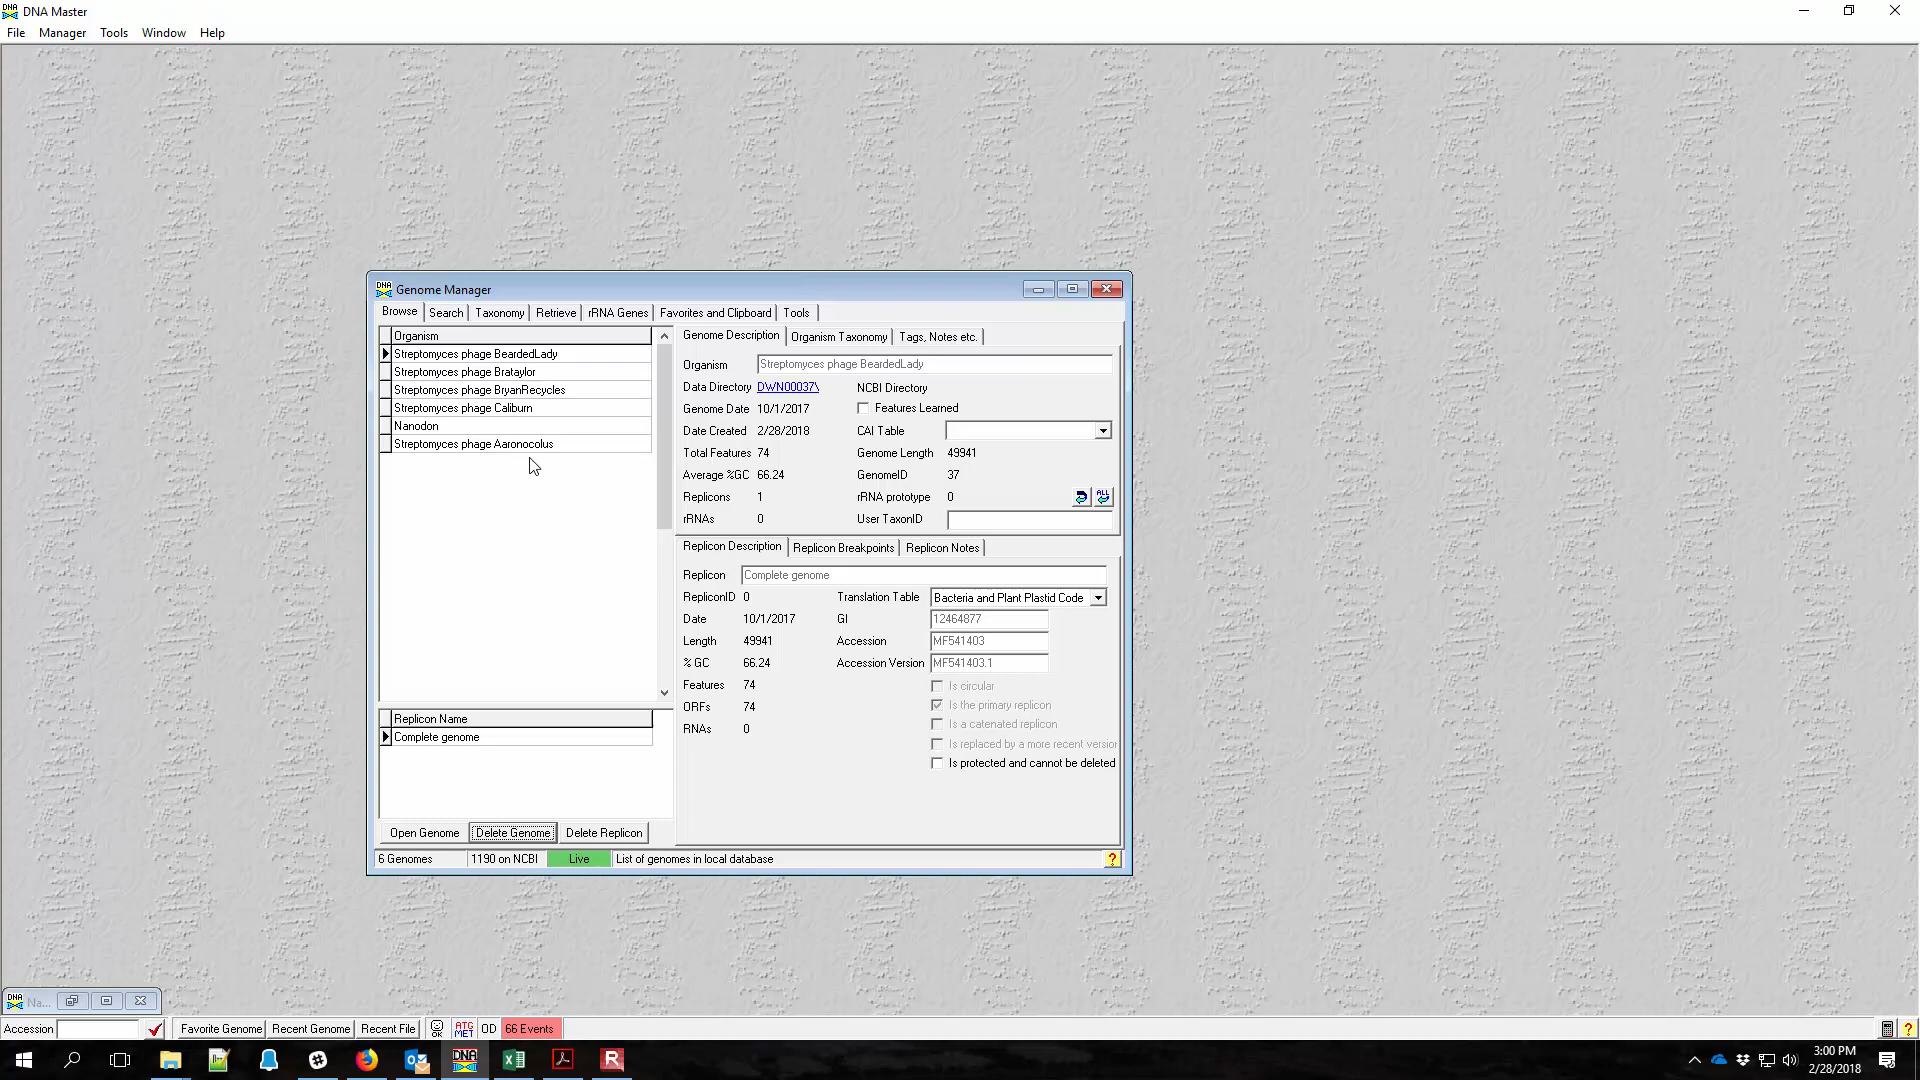 DNA Master
File Manager Tools Window Help
Genome Manager
Browse Search Taxonomy Retrieve rRNA Genes Favorites and Clipboard Tools
Organism
Streptomyces phage BeardedLady
Streptomyces phage Brataylor
Streptomyces phage BryanRecycles
Streptomyces phage Caliburn
Nanodon
Streptomyces phage Aaronocolus
Replicon Name
Complete genome
Open Genome Delete Genome Delete Replicon
Genome Description Organism Taxonomy Tags, Notes etc.
Organism Streptomyces phage BeardedLady
Data Directory DWN00037\ NCBI Directory
Genome Date 10/1/2017 Features Learned
Date Created 2/28/2018 CAI Table
Total Features 74 Genome Length 49941
Average %GC 66.24 GenomeID 37
Replicons 1 rRNA prototype 0 ALL
rRNAs 0 User TaxonID
Replicon Description Replicon Breakpoints Replicon Notes
Replicon Complete genome
RepliconID 0 Translation Table Bacteria and Plant Plastid Code
Date 10/1/2017 GI 12464877
Length 49941 Accession MF541403
% GC 66.24 Accession Version MF541403.1
Features 74 Is circular
ORFs 74 Is the primary replicon
RNAs 0 Is a catenated replicon
Is replaced by a more recent version
Is protected and cannot be deleted
6 Genomes 1190 on NCBI Live List of genomes in local database ?
DNA Na...
Accession Favorite Genome Recent Genome Recent File OK ATG MET OD 66 Events ?
DNA
3:00 PM
2/28/2018